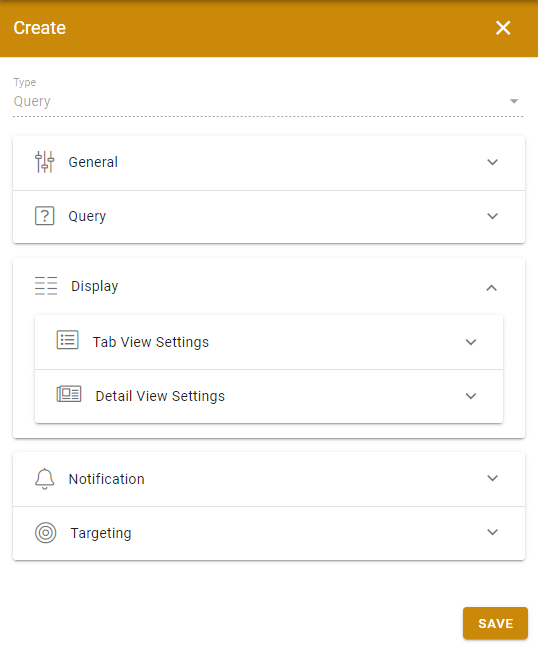 Create
Type
Query
General
Query
Display
Tab View Settings
Detail View Settings
Notification
Targeting
SAVE